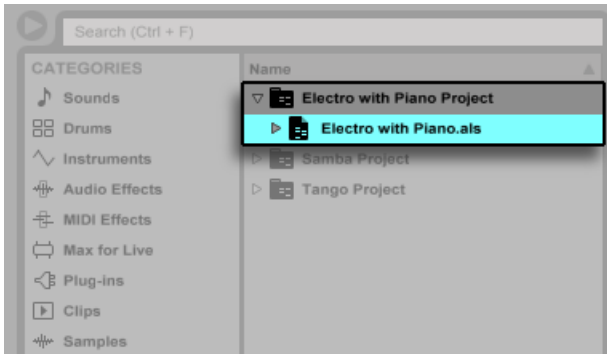 Search (Ctrl + F)
CATEGORIES
Sounds
Drums
Instruments
Audio Effects
MIDI Effects
Max for Live
Plug-ins
Clips
Samples
Name
Electro with Piano Project
Electro with Piano.als
Samba Project
Tango Project